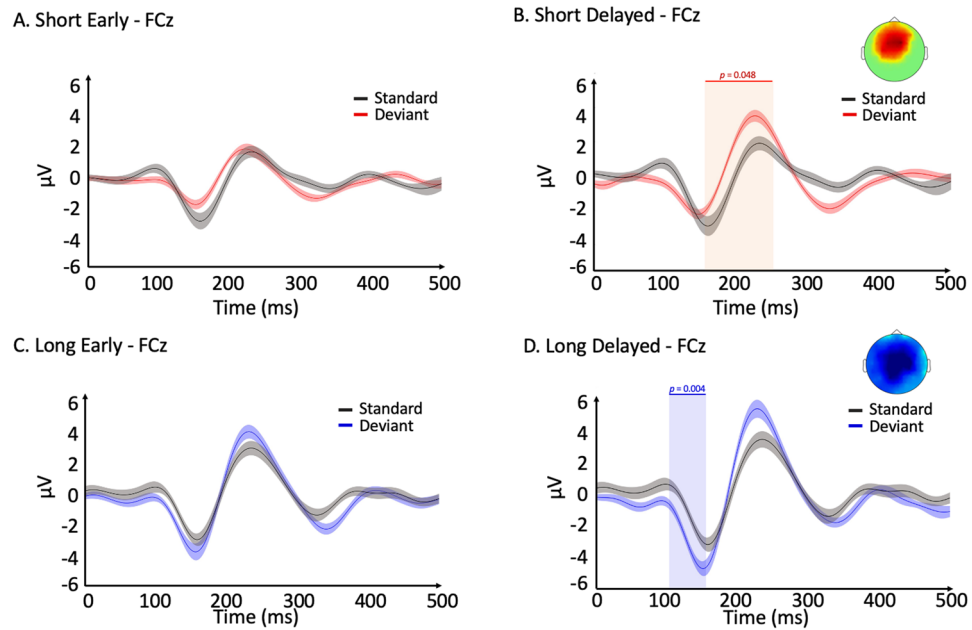 A. Short Early - FCz
6
4
2
0
-2
-4
-6
µV
Standard
Deviant
0 100 200 300 400 500
Time (ms)
B. Short Delayed - FCz
p = 0.048
6
4
2
0
-2
-4
-6
µV
Standard
Deviant
0 100 200 300 400 500
Time (ms)
C. Long Early - FCz
6
4
2
0
-2
-4
-6
µV
Standard
Deviant
0 100 200 300 400 500
Time (ms)
D. Long Delayed - FCz
p = 0.004
6
4
2
0
-2
-4
-6
µV
Standard
Deviant
0 100 200 300 400 500
Time (ms)